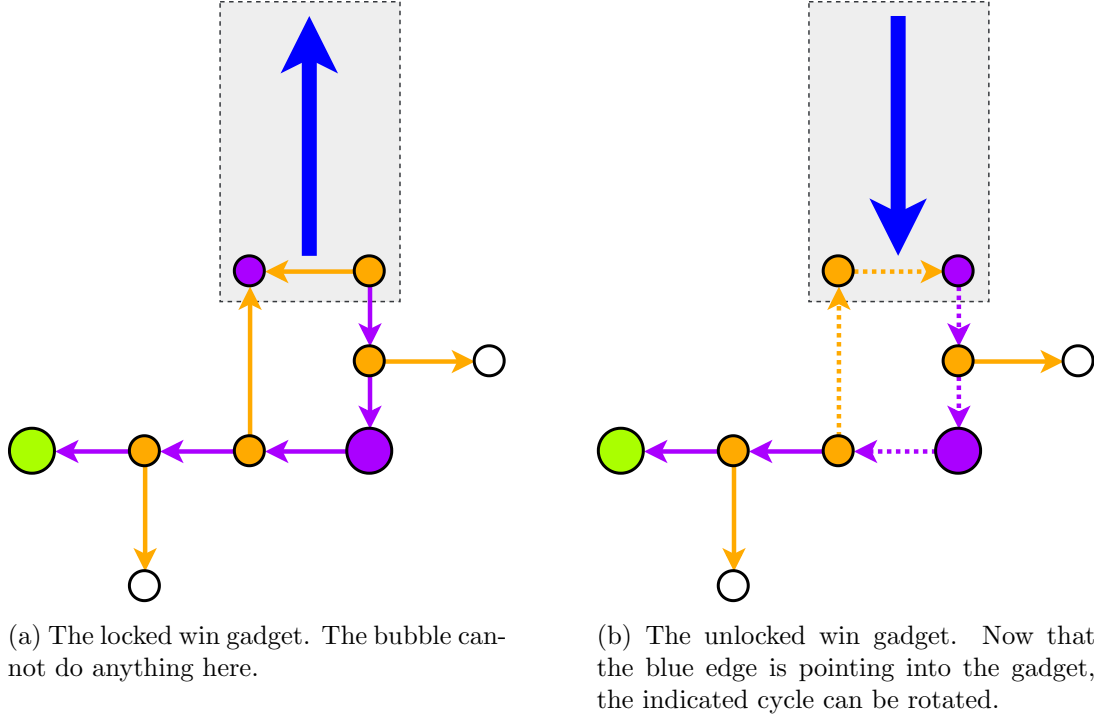 (a) The locked win gadget. The bubble can-
not do anything here.
(b) The unlocked win gadget. Now that
the blue edge is pointing into the gadget,
the indicated cycle can be rotated.